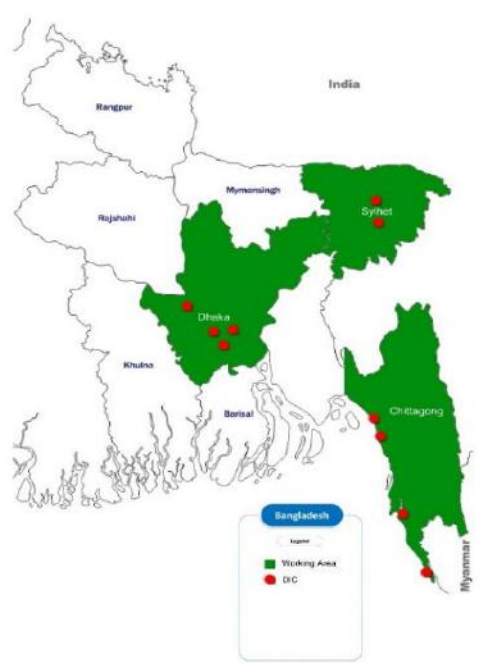 India
Rangpur
Mymensingh
Rajshahi
Sylhet
Dhaka
Khulna
Barisal
Chittagong
Bangladesh
Legend
Working Area
DIC
Myanmar